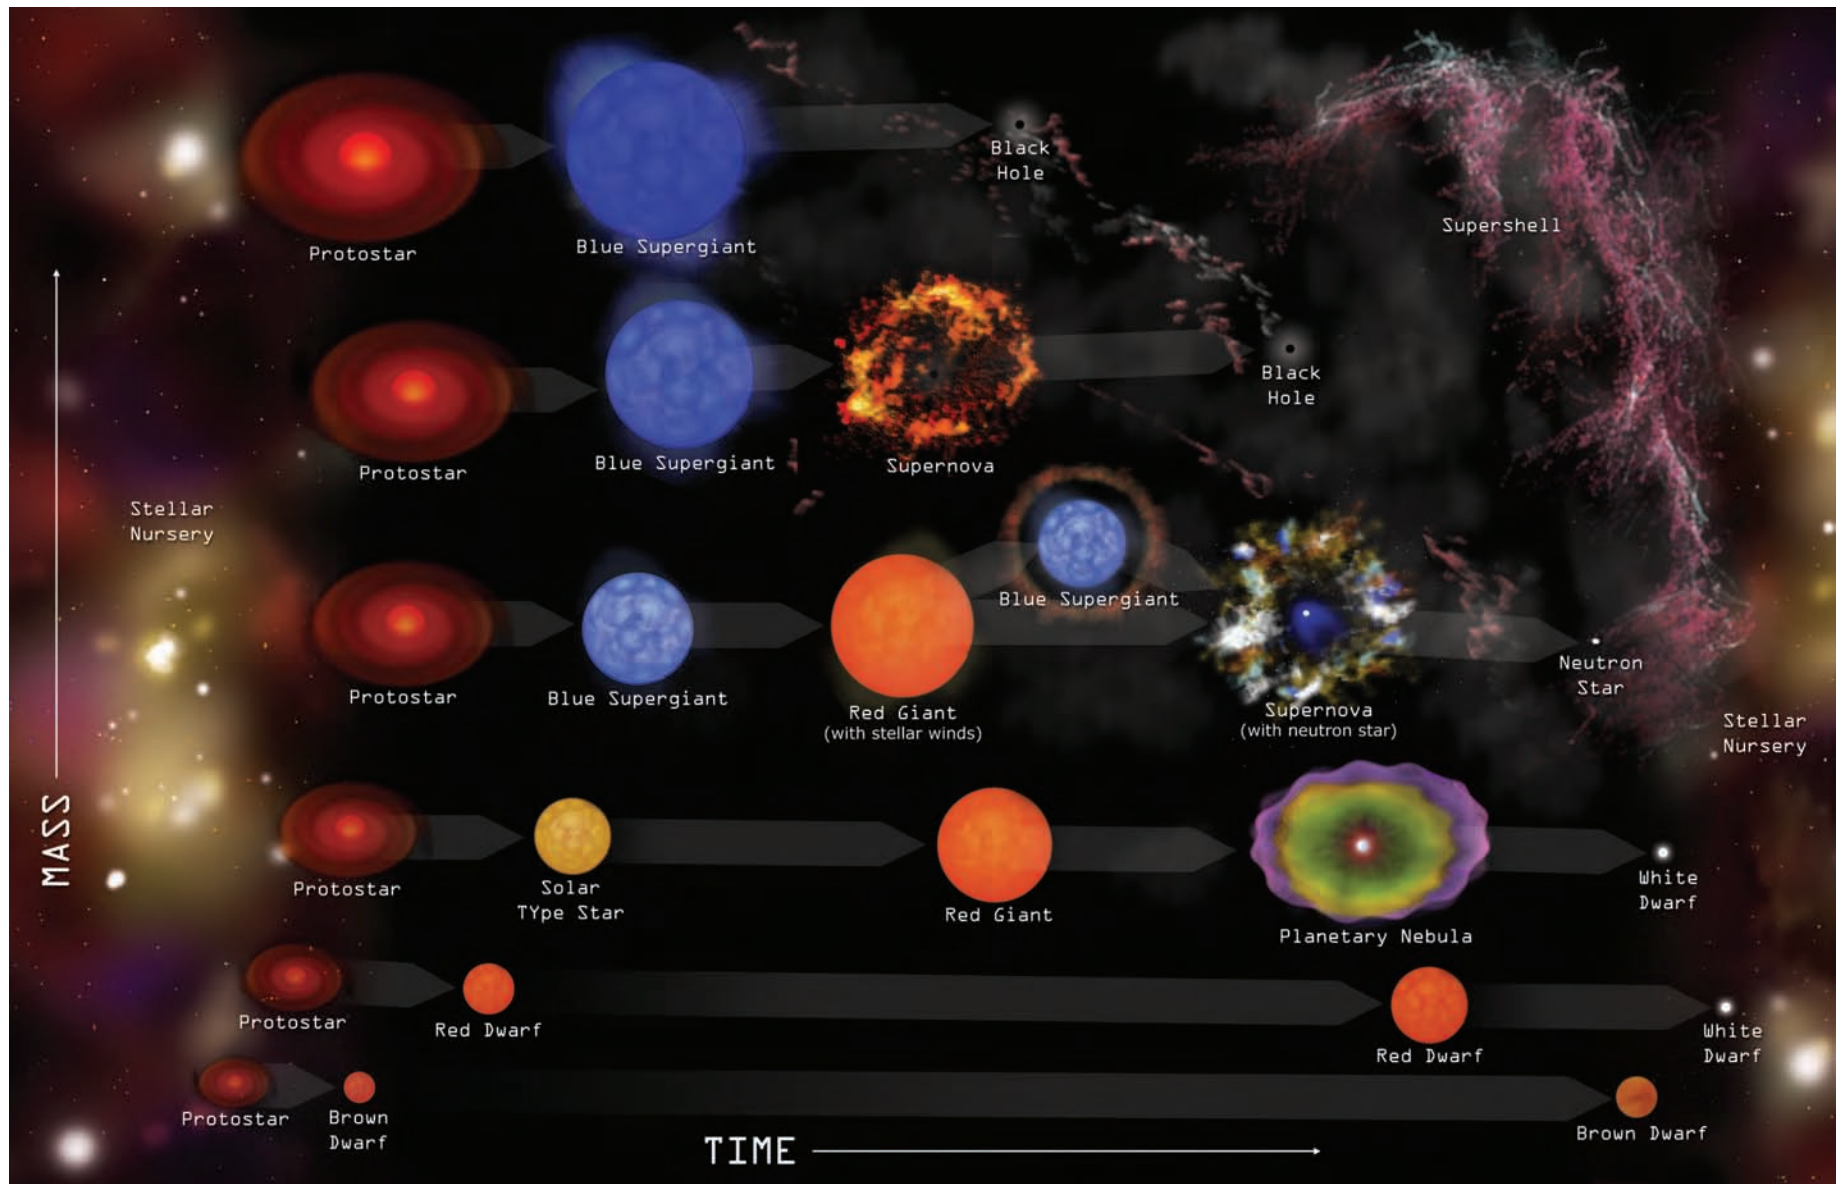 Protostar
Blue Supergiant
Black
Hole
Supershell
Protostar
Blue Supergiant
Supernova
Black
Hole
Stellar
Nursery
Protostar
Blue Supergiant
Red Giant
(with stellar winds)
Blue Supergiant
Supernova
(with neutron star)
Neutron
Star
Stellar
Nursery
MASS
Protostar
Solar
TYpe Star
Red Giant
Planetary Nebula
White
Dwarf
Protostar
Red Dwarf
Red Dwarf
White
Dwarf
Protostar
Brown
Dwarf
Brown Dwarf
TIME